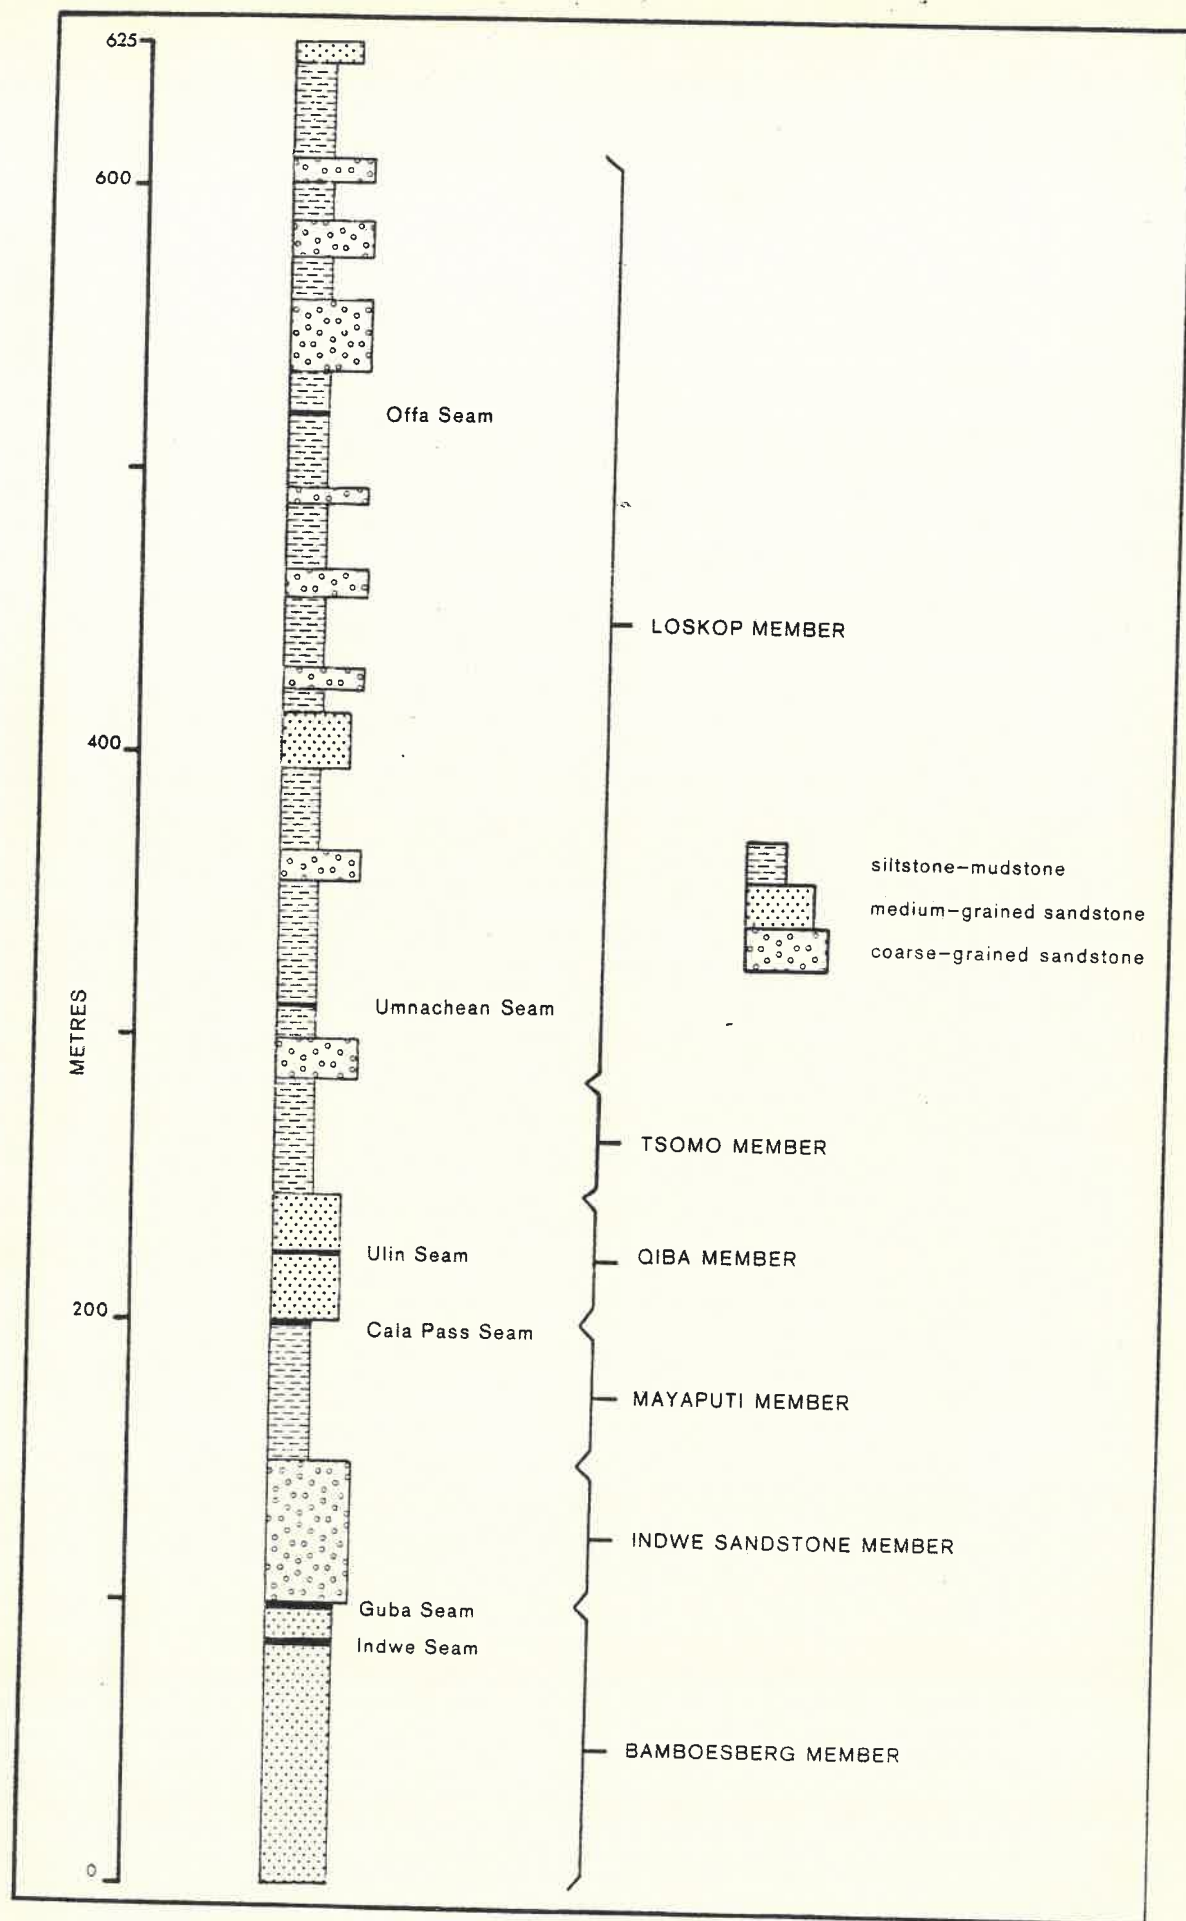 625
600
Offa Seam
LOSKOP MEMBER
400
siltstone-mudstone
medium-grained sandstone
coarse-grained sandstone
METRES
Umnachean Seam
TSOMO MEMBER
Ulin Seam
QIBA MEMBER
200
Cala Pass Seam
MAYAPUTI MEMBER
INDWE SANDSTONE MEMBER
Guba Seam
Indwe Seam
BAMBOESBERG MEMBER
0